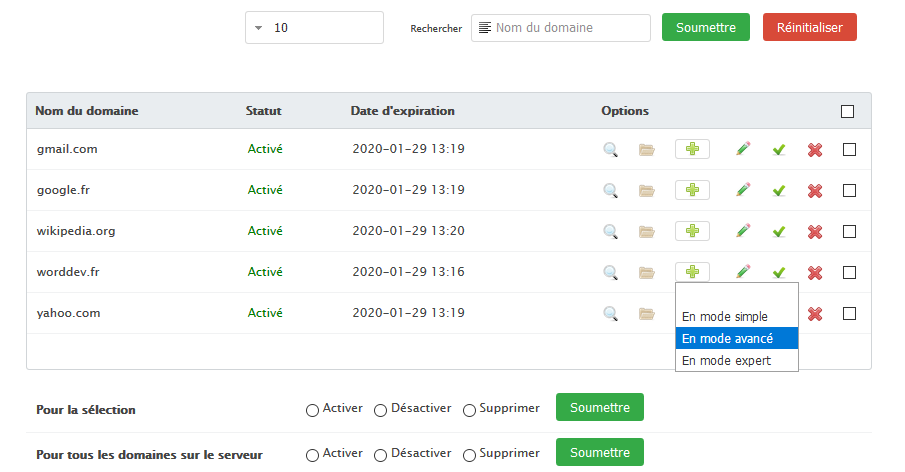 10 Rechercher Nom du domaine Soumettre Réinitialiser
Nom du domaine Statut Date d'expiration Options
gmail.com Activé 2020-01-29 13:19
google.fr Activé 2020-01-29 13:19
wikipedia.org Activé 2020-01-29 13:20
worddev.fr Activé 2020-01-29 13:16
yahoo.com Activé 2020-01-29 13:19
En mode simple
En mode avancé
En mode expert
Pour la sélection Activer Désactiver Supprimer Soumettre
Pour tous les domaines sur le serveur Activer Désactiver Supprimer Soumettre